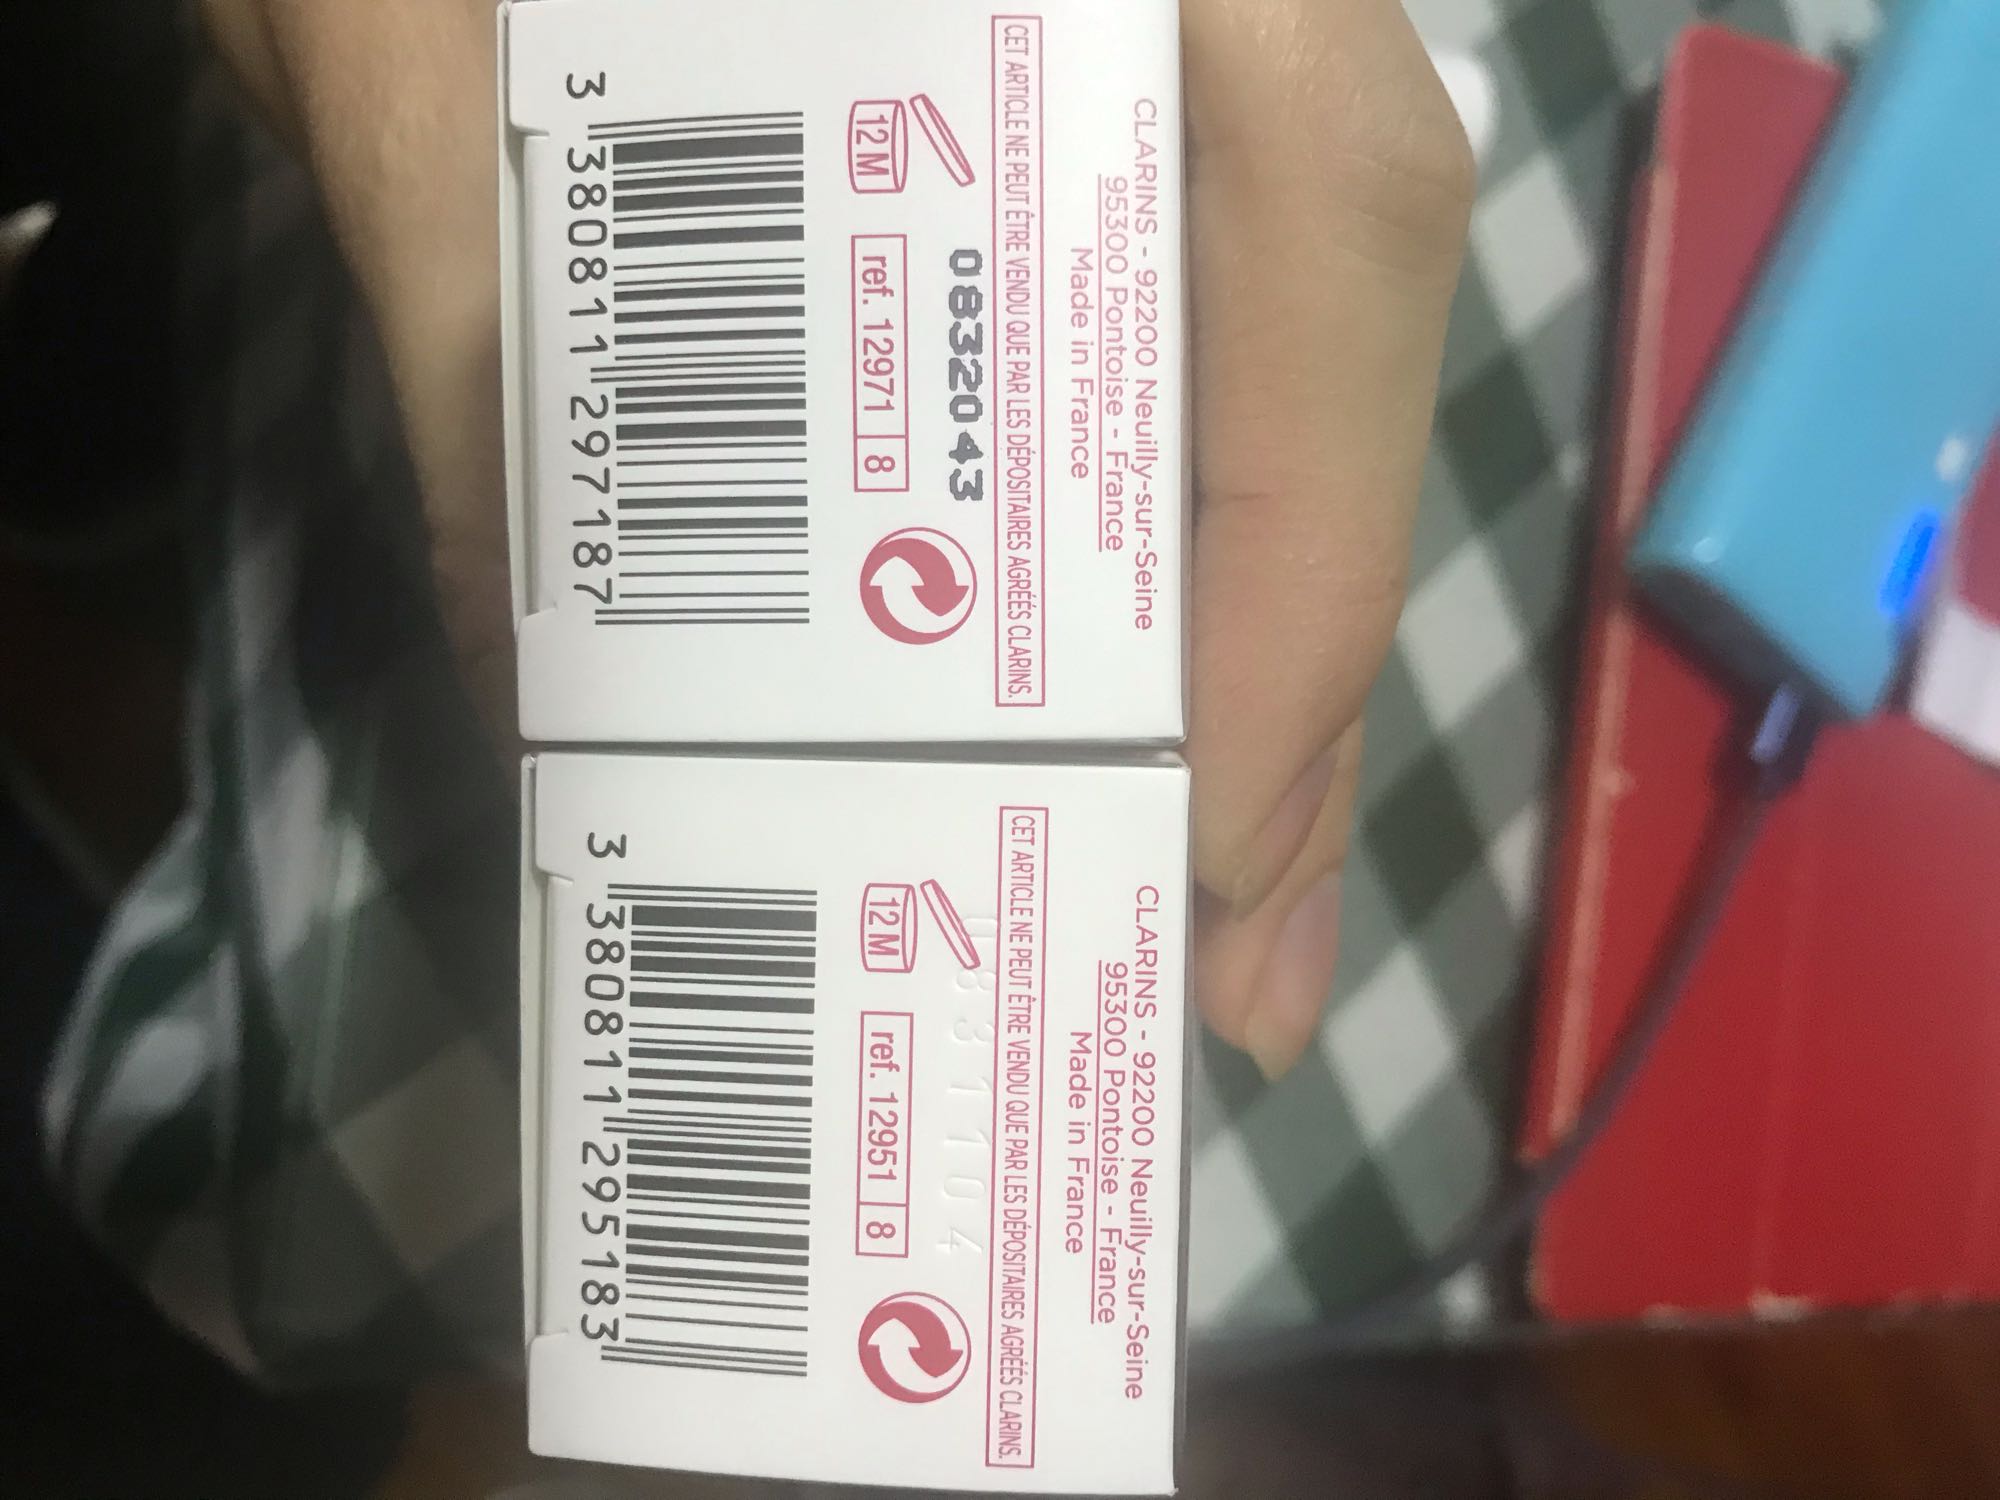 CLARINS - 92200 Neuilly-sur-Seine
95300 Pontoise - France
Made in France
CET ARTICLE NE PEUT ÊTRE VENDU QUE PAR LES DÉPOSITAIRES AGRÉÉS CLARINS.
0832043
12 M
ref. 12971 8
3 380811 297187
CLARINS - 92200 Neuilly-sur-Seine
95300 Pontoise - France
Made in France
CET ARTICLE NE PEUT ÊTRE VENDU QUE PAR LES DÉPOSITAIRES AGRÉÉS CLARINS.
0831104
12 M
ref. 12951 8
3 380811 295183